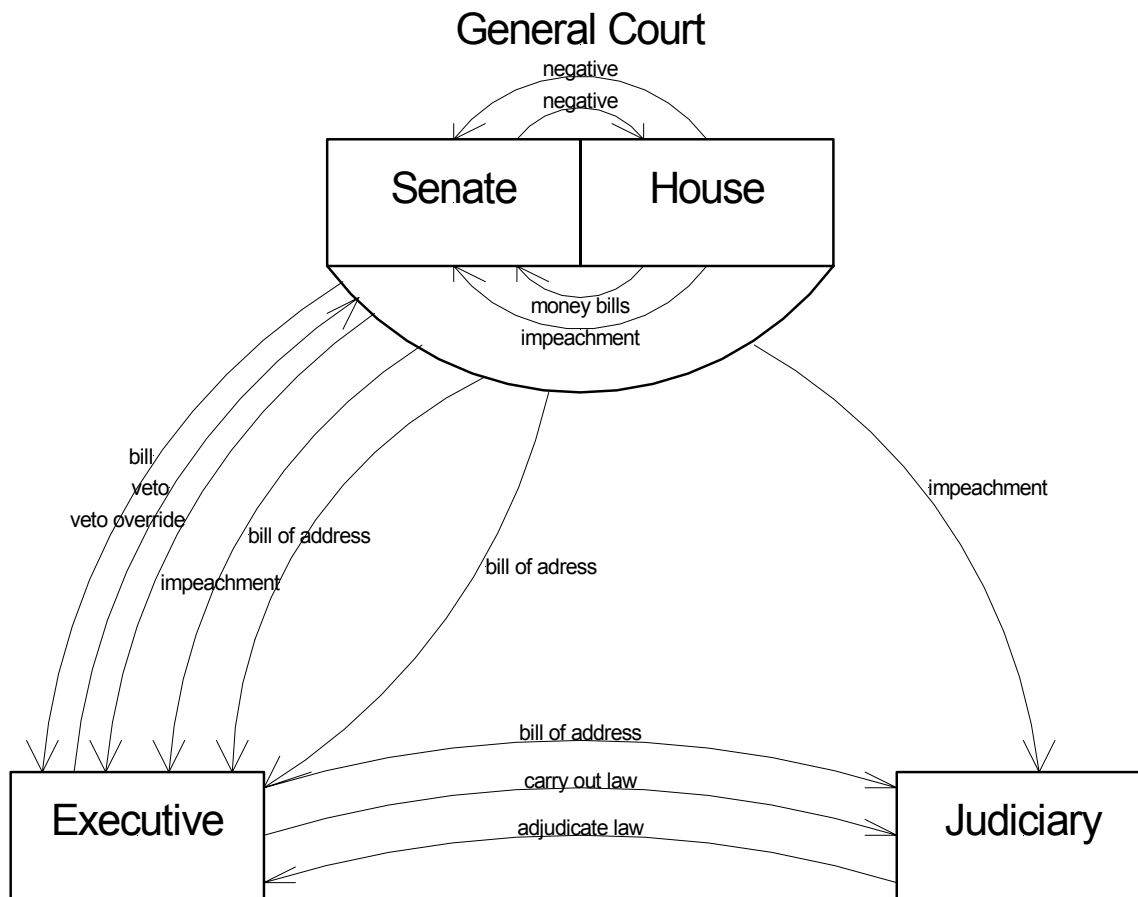 General Court
negative
negative
Senate House
money bills
impeachment
bill
veto
impeachment
veto override
bill of address
bill of adress
impeachment
bill of address
carry out law
Executive Judiciary
adjudicate law